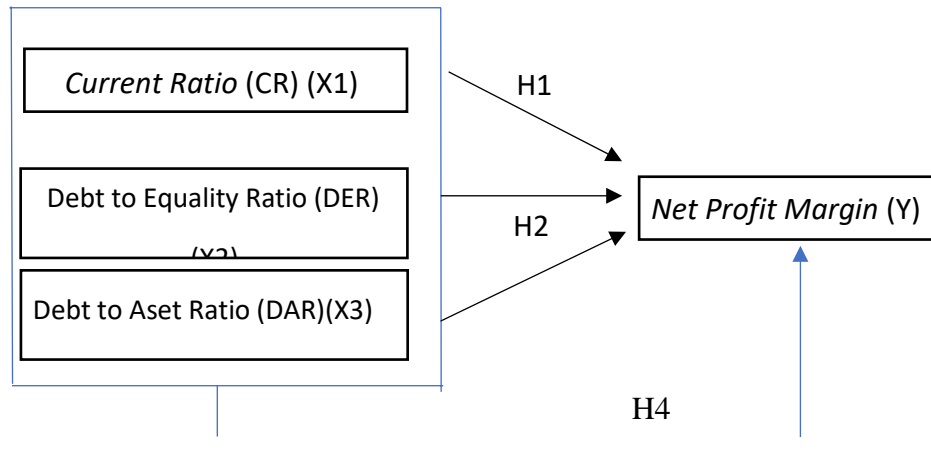 Current Ratio (CR) (X1)
H1
Debt to Equality Ratio (DER)
(X2)
H2
Net Profit Margin (Y)
Debt to Aset Ratio (DAR)(X3)
H4